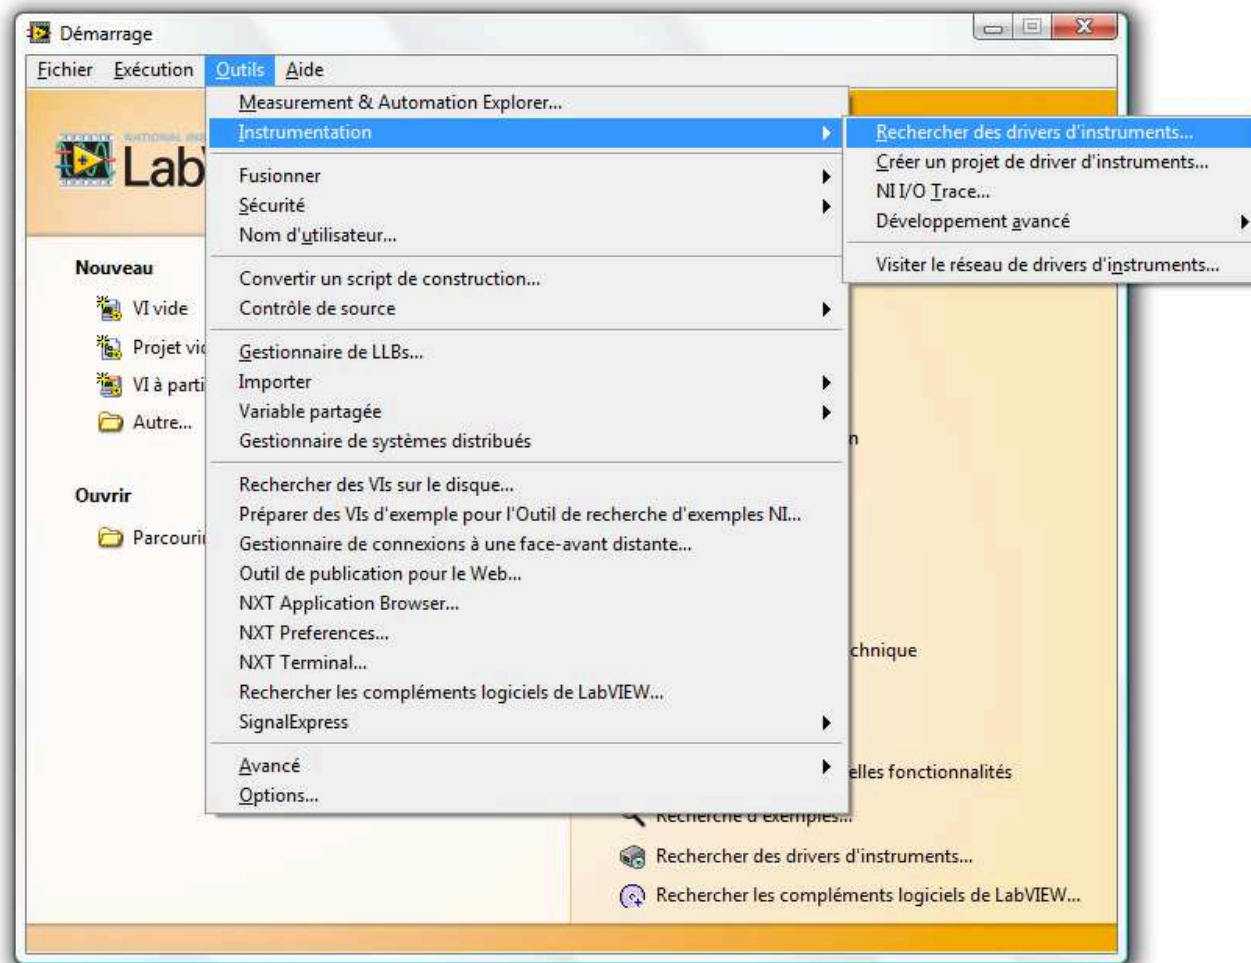 Démarrage
Fichier Exécution Outils Aide
NATIONAL
Lab
Measurement & Automation Explorer...
Instrumentation
Fusionner
Sécurité
Nom d'utilisateur...
Convertir un script de construction...
Contrôle de source
Gestionnaire de LLBs...
Importer
Variable partagée
Gestionnaire de systèmes distribués
Rechercher des VIs sur le disque...
Préparer des VIs d'exemple pour l'Outil de recherche d'exemples NI...
Gestionnaire de connexions à une face-avant distante...
Outil de publication pour le Web...
NXT Application Browser...
NXT Preferences...
NXT Terminal...
Rechercher les compléments logiciels de LabVIEW...
SignalExpress
Avancé
Options...
Rechercher des drivers d'instruments...
Créer un projet de driver d'instruments...
NI I/O Trace...
Développement avancé
Visiter le réseau de drivers d'instruments...
Nouveau
VI vide
Projet vid
VI à parti
Autre...
Ouvrir
Parcouri
n
chnique
elles fonctionnalités
Recherche d'exemples...
Rechercher des drivers d'instruments...
Rechercher les compléments logiciels de LabVIEW...